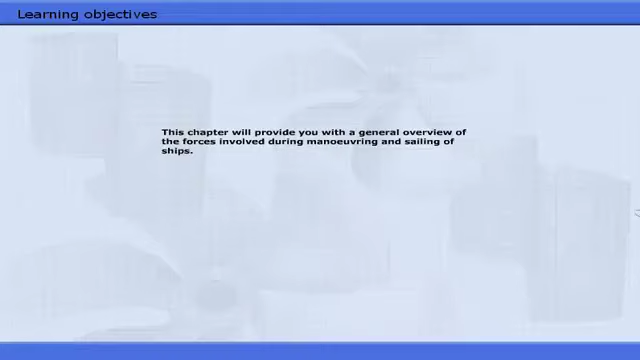 Learning objectives
This chapter will provide you with a general overview of
the forces involved during manoeuvring and sailing of
ships.